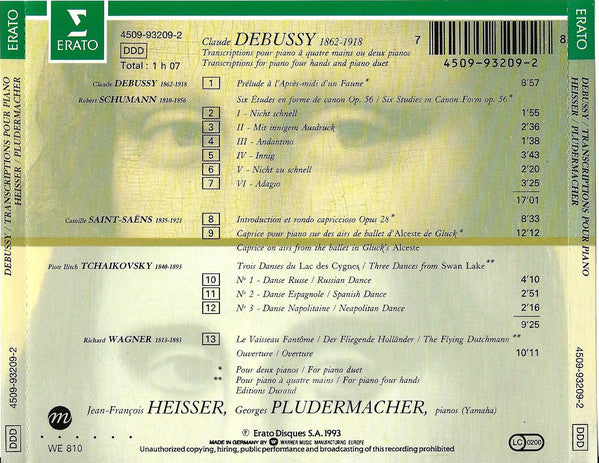 ERATO
DEBUSSY / TRANSCRIPTIONS POUR PIANO
HEISSER / PLUDERMACHER
4509-93209-2
DDD
ERATO
4509-93209-2
DDD
Total : 1 h 07
Claude DEBUSSY 1862-1918
Transcriptions pour piano à quatre mains ou deux pianos
Transcriptions for piano four hands and piano duet
7
8
4509-93209-2
Claude DEBUSSY 1862-1918 1 Prélude à l'Après-midi d'un Faune * 8'57
Robert SCHUMANN 1810-1856 Six Etudes en forme de canon Op. 56 / Six Studies in Canon Form op. 56 *
2 I - Nicht schnell 1'55
3 II - Mit innigem Ausdruck 2'36
4 III - Andantino 1'38
5 IV - Innig 3'43
6 V - Nicht zu schnell 2'20
7 VI - Adagio 3'25
17'01
Camille SAINT-SAËNS 1835-1921 8 Introduction et rondo capriccioso Opus 28 * 8'33
9 Caprice pour piano sur des airs de ballet d'Alceste de Gluck * 12'12
Caprice on airs from the ballet in Gluck's Alceste
Piotr Ilitch TCHAIKOVSKY 1840-1893 Trois Danses du Lac des Cygnes / Three Dances from Swan Lake **
10 N° 1 - Danse Russe / Russian Dance 4'10
11 N° 2 - Danse Espagnole / Spanish Dance 2'51
12 N° 3 - Danse Napolitaine / Neapolitan Dance 2'16
9'25
Richard WAGNER 1813-1883 13 Le Vaisseau Fantôme / Der Fliegende Holländer / The Flying Dutchmann **
Ouverture / Overture 10'11
* Pour deux pianos / For piano duet
** Pour piano à quatre mains / For piano four hands
Editions Durand
m
WE 810
Jean-François HEISSER, Georges PLUDERMACHER, pianos (Yamaha)
℗ Erato Disques S.A. 1993
MADE IN GERMANY BY WARNER MUSIC MANUFACTURING EUROPE
Unauthorized copying, hiring, public performance and broadcasting of this recording prohibited
LC 0200
ERATO
DEBUSSY / TRANSCRIPTIONS POUR PIANO
HEISSER / PLUDERMACHER
4509-93209-2
DDD